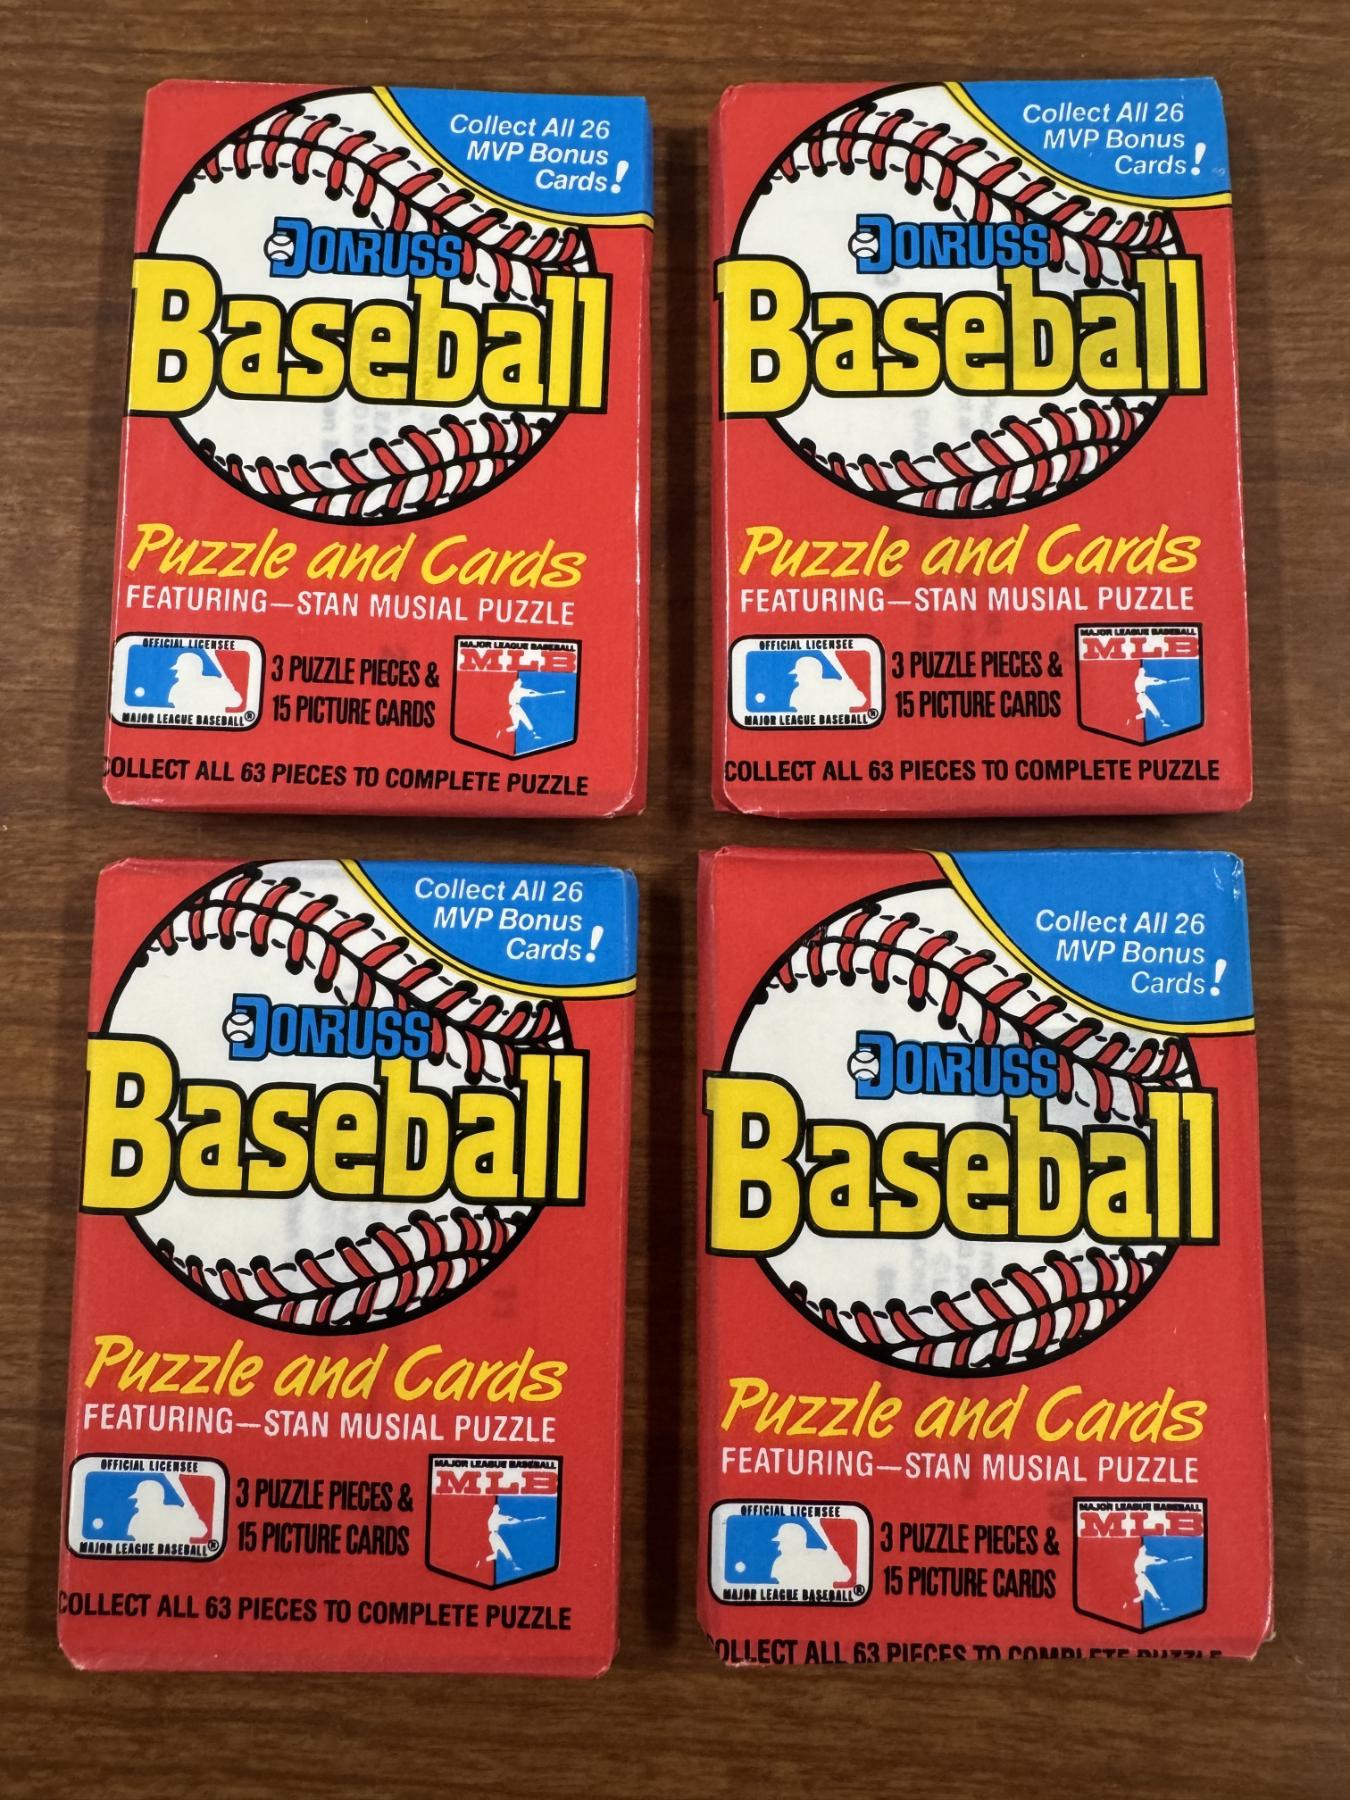 Collect All 26
MVP Bonus
Cards!
DONRUSS
Baseball
Puzzle and Cards
FEATURING—STAN MUSIAL PUZZLE
OFFICIAL LICENSEE
MAJOR LEAGUE BASEBALL®
3 PUZZLE PIECES &
15 PICTURE CARDS
MAJOR LEAGUE BASEBALL
MLB
COLLECT ALL 63 PIECES TO COMPLETE PUZZLE
Collect All 26
MVP Bonus
Cards!
DONRUSS
Baseball
Puzzle and Cards
FEATURING—STAN MUSIAL PUZZLE
OFFICIAL LICENSEE
MAJOR LEAGUE BASEBALL®
3 PUZZLE PIECES &
15 PICTURE CARDS
MAJOR LEAGUE BASEBALL
MLB
COLLECT ALL 63 PIECES TO COMPLETE PUZZLE
Collect All 26
MVP Bonus
Cards!
DONRUSS
Baseball
Puzzle and Cards
FEATURING—STAN MUSIAL PUZZLE
OFFICIAL LICENSEE
MAJOR LEAGUE BASEBALL®
3 PUZZLE PIECES &
15 PICTURE CARDS
MAJOR LEAGUE BASEBALL
MLB
COLLECT ALL 63 PIECES TO COMPLETE PUZZLE
Collect All 26
MVP Bonus
Cards!
DONRUSS
Baseball
Puzzle and Cards
FEATURING—STAN MUSIAL PUZZLE
OFFICIAL LICENSEE
MAJOR LEAGUE BASEBALL®
3 PUZZLE PIECES &
15 PICTURE CARDS
MAJOR LEAGUE BASEBALL
MLB
COLLECT ALL 63 PIECES TO COMPLETE PUZZLE